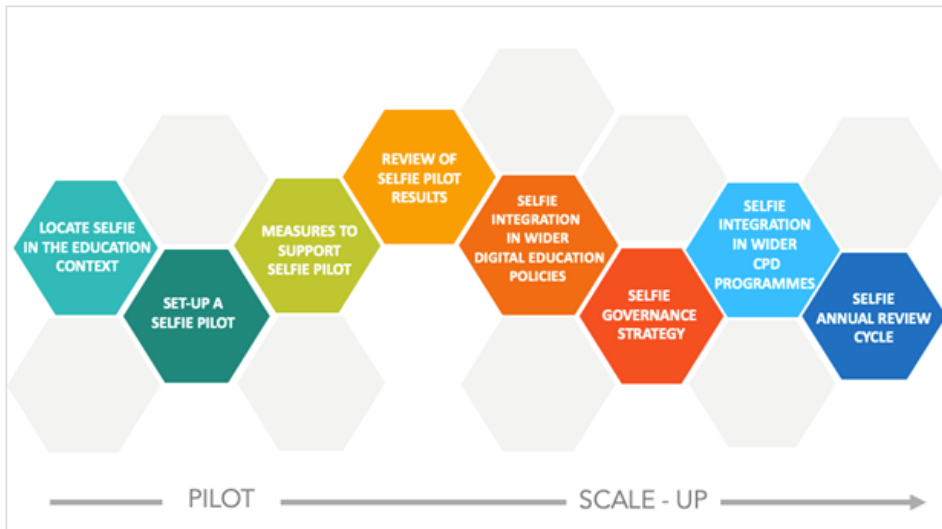 LOCATE SELFIE
IN THE EDUCATION
CONTEXT
SET-UP A
SELFIE PILOT
MEASURES TO
SUPPORT
SELFIE PILOT
REVIEW OF
SELFIE PILOT
RESULTS
SELFIE
INTEGRATION
IN WIDER
DIGITAL EDUCATION
POLICIES
SELFIE
GOVERNANCE
STRATEGY
SELFIE
INTEGRATION
IN WIDER
CPD
PROGRAMMES
SELFIE
ANNUAL REVIEW
CYCLE
PILOT
SCALE - UP